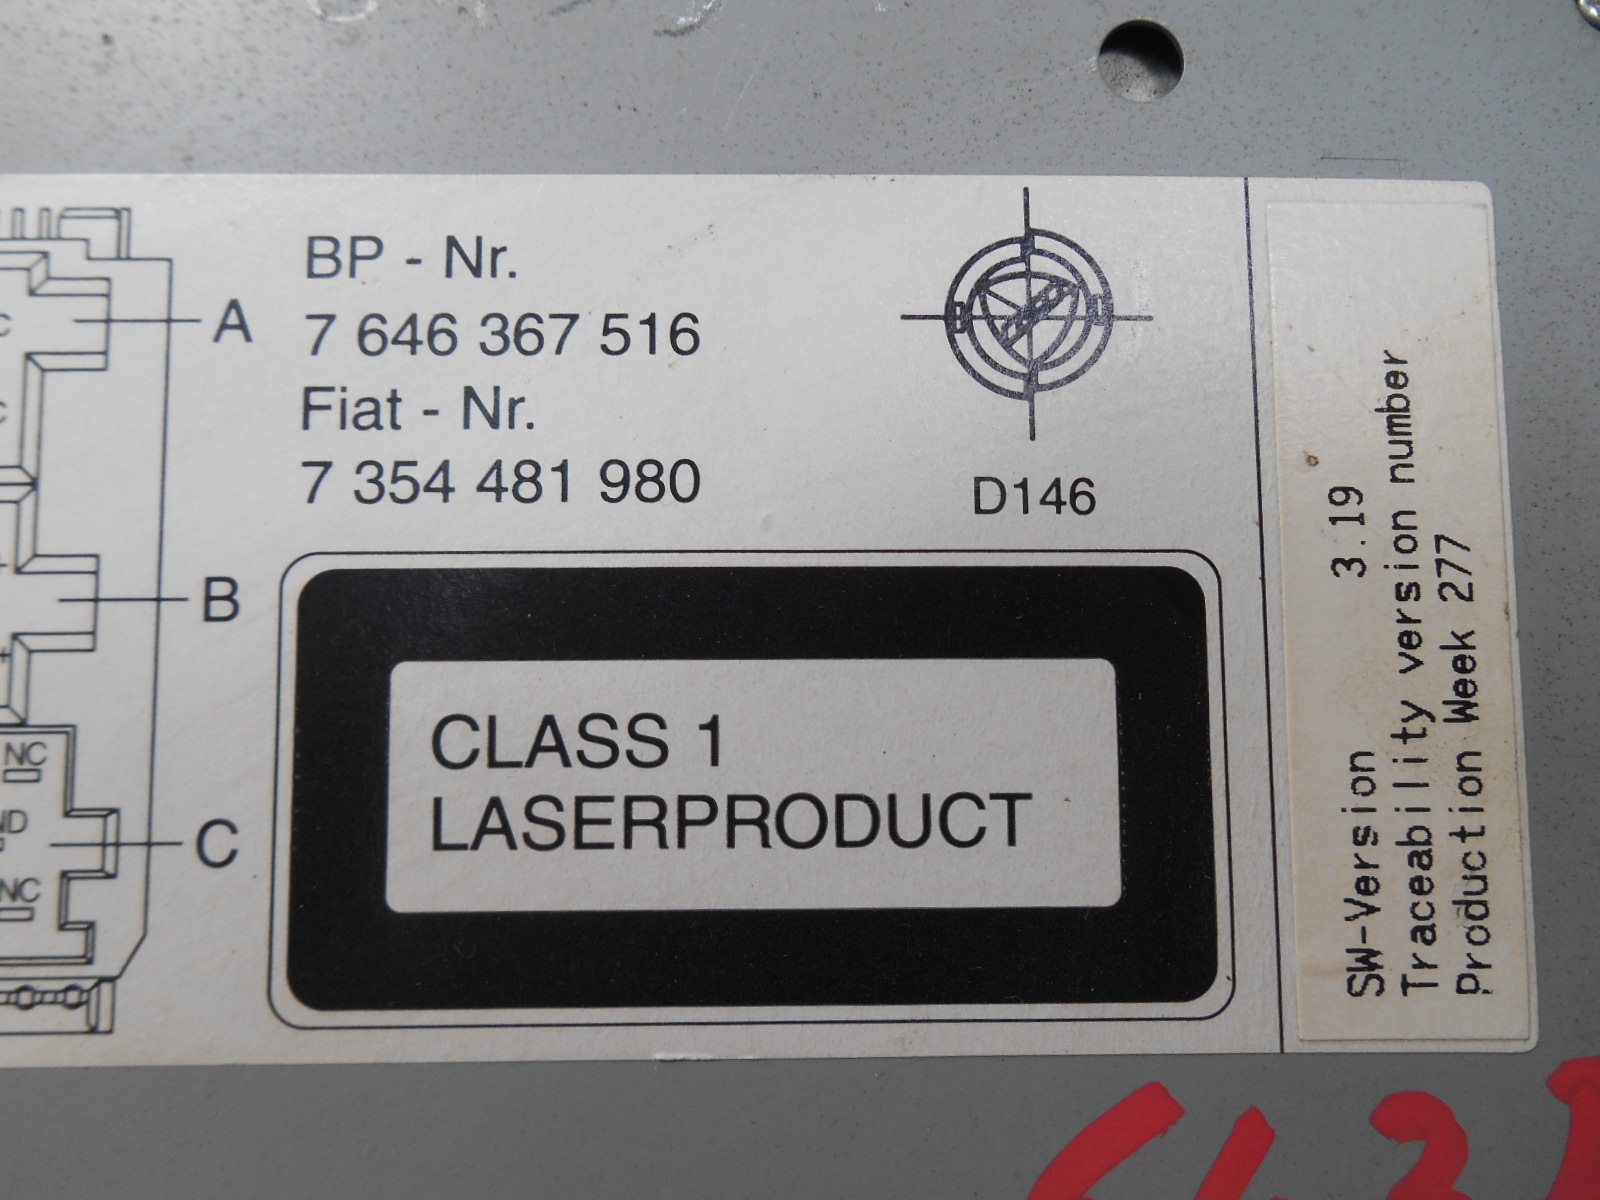 BP - Nr.
7 646 367 516
Fiat - Nr.
7 354 481 980
D146
A
B
C
NC
NC
CLASS 1
LASERPRODUCT
SW-Version 3.19
Traceability version number
Production Week 277